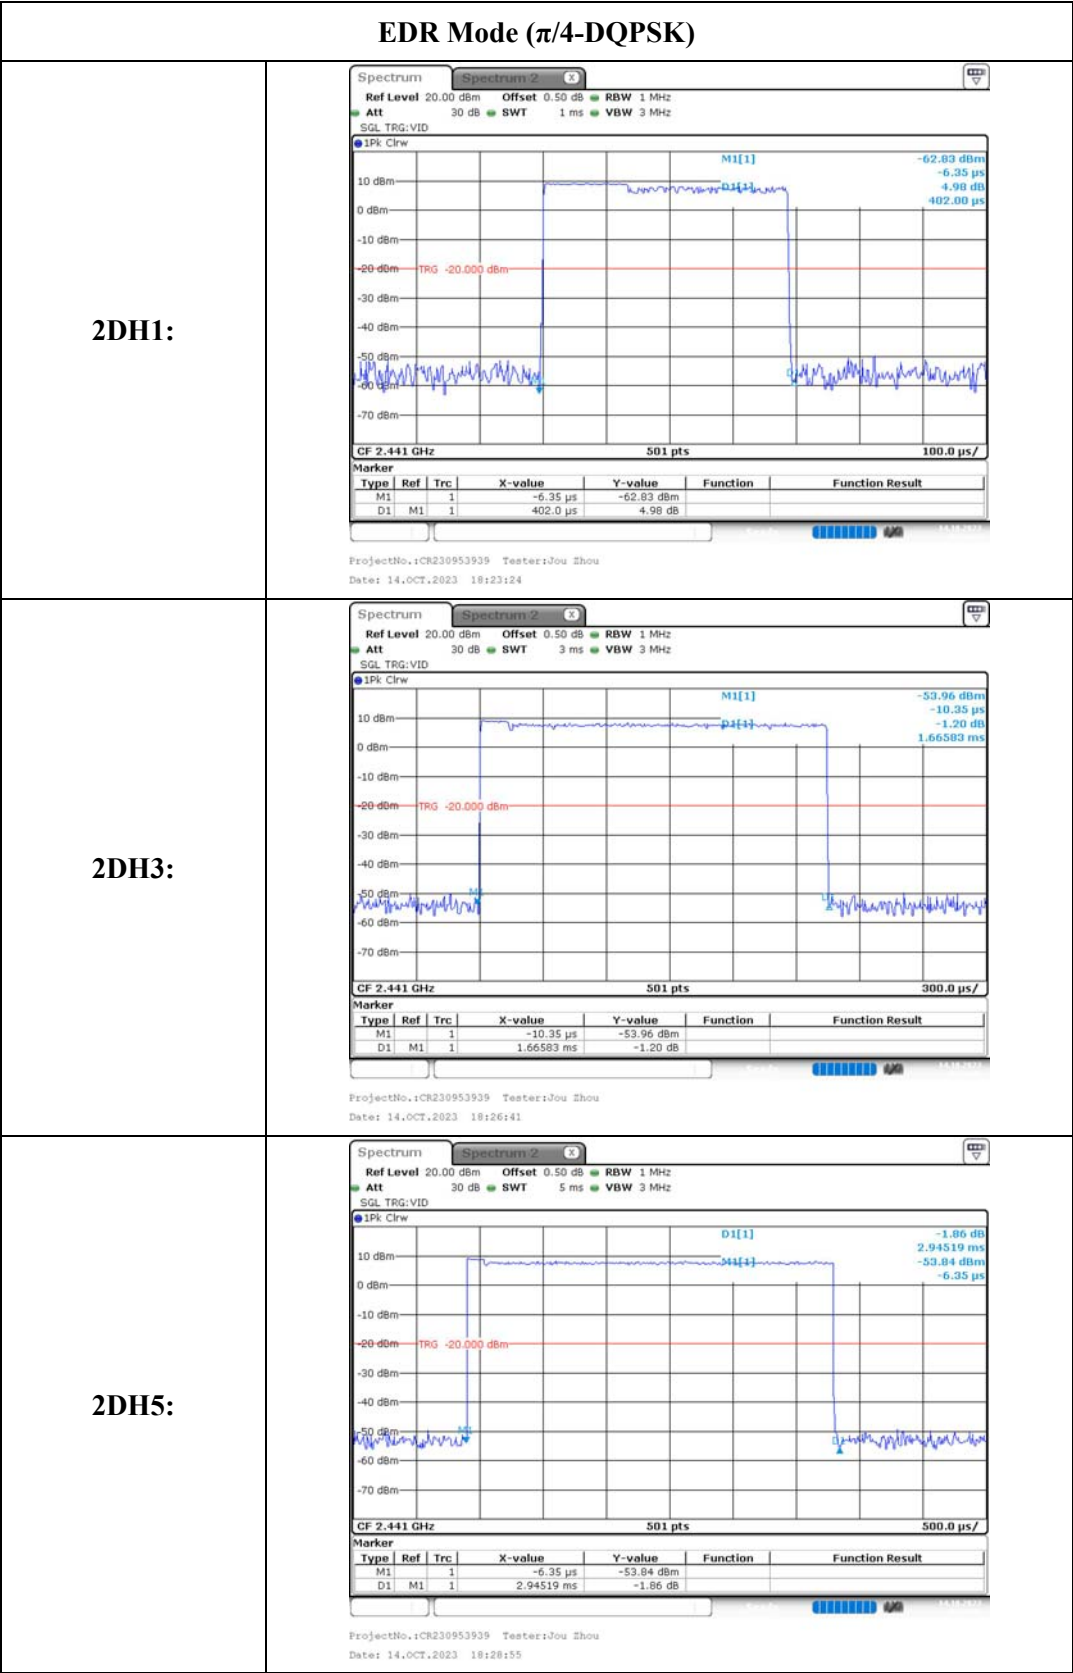 EDR Mode (π/4-DQPSK)
2DH1:
Spectrum Spectrum 2 X
Ref Level 20.00 dBm Offset 0.50 dB RBW 1 MHz
Att 30 dB SWT 1 ms VBW 3 MHz
SGL TRG:VID
1Pk Clrw
M1[1] -62.83 dBm
-6.35 µs
D1[1] 4.98 dB
402.00 µs
10 dBm
0 dBm
-10 dBm
-20 dBm TRG -20.000 dBm
-30 dBm
-40 dBm
-50 dBm
-60 dBm
-70 dBm
CF 2.441 GHz 501 pts 100.0 µs/
Marker
Type Ref Trc X-value Y-value Function Function Result
M1 1 -6.35 µs -62.83 dBm
D1 M1 1 402.0 µs 4.98 dB
ProjectNo.:CR230953939 Tester:Jou Zhou
Date: 14.OCT.2023 18:23:24
2DH3:
Spectrum Spectrum 2 X
Ref Level 20.00 dBm Offset 0.50 dB RBW 1 MHz
Att 30 dB SWT 3 ms VBW 3 MHz
SGL TRG:VID
1Pk Clrw
M1[1] -53.96 dBm
-10.35 µs
D1[1] -1.20 dB
1.66583 ms
10 dBm
0 dBm
-10 dBm
-20 dBm TRG -20.000 dBm
-30 dBm
-40 dBm
-50 dBm
M1
-60 dBm
-70 dBm
CF 2.441 GHz 501 pts 300.0 µs/
Marker
Type Ref Trc X-value Y-value Function Function Result
M1 1 -10.35 µs -53.96 dBm
D1 M1 1 1.66583 ms -1.20 dB
ProjectNo.:CR230953939 Tester:Jou Zhou
Date: 14.OCT.2023 18:26:41
2DH5:
Spectrum Spectrum 2 X
Ref Level 20.00 dBm Offset 0.50 dB RBW 1 MHz
Att 30 dB SWT 5 ms VBW 3 MHz
SGL TRG:VID
1Pk Clrw
D1[1] -1.86 dB
2.94519 ms
M1[1] -53.84 dBm
-6.35 µs
10 dBm
0 dBm
-10 dBm
-20 dBm TRG -20.000 dBm
-30 dBm
-40 dBm
-50 dBm
M1
D1
-60 dBm
-70 dBm
CF 2.441 GHz 501 pts 500.0 µs/
Marker
Type Ref Trc X-value Y-value Function Function Result
M1 1 -6.35 µs -53.84 dBm
D1 M1 1 2.94519 ms -1.86 dB
ProjectNo.:CR230953939 Tester:Jou Zhou
Date: 14.OCT.2023 18:28:55